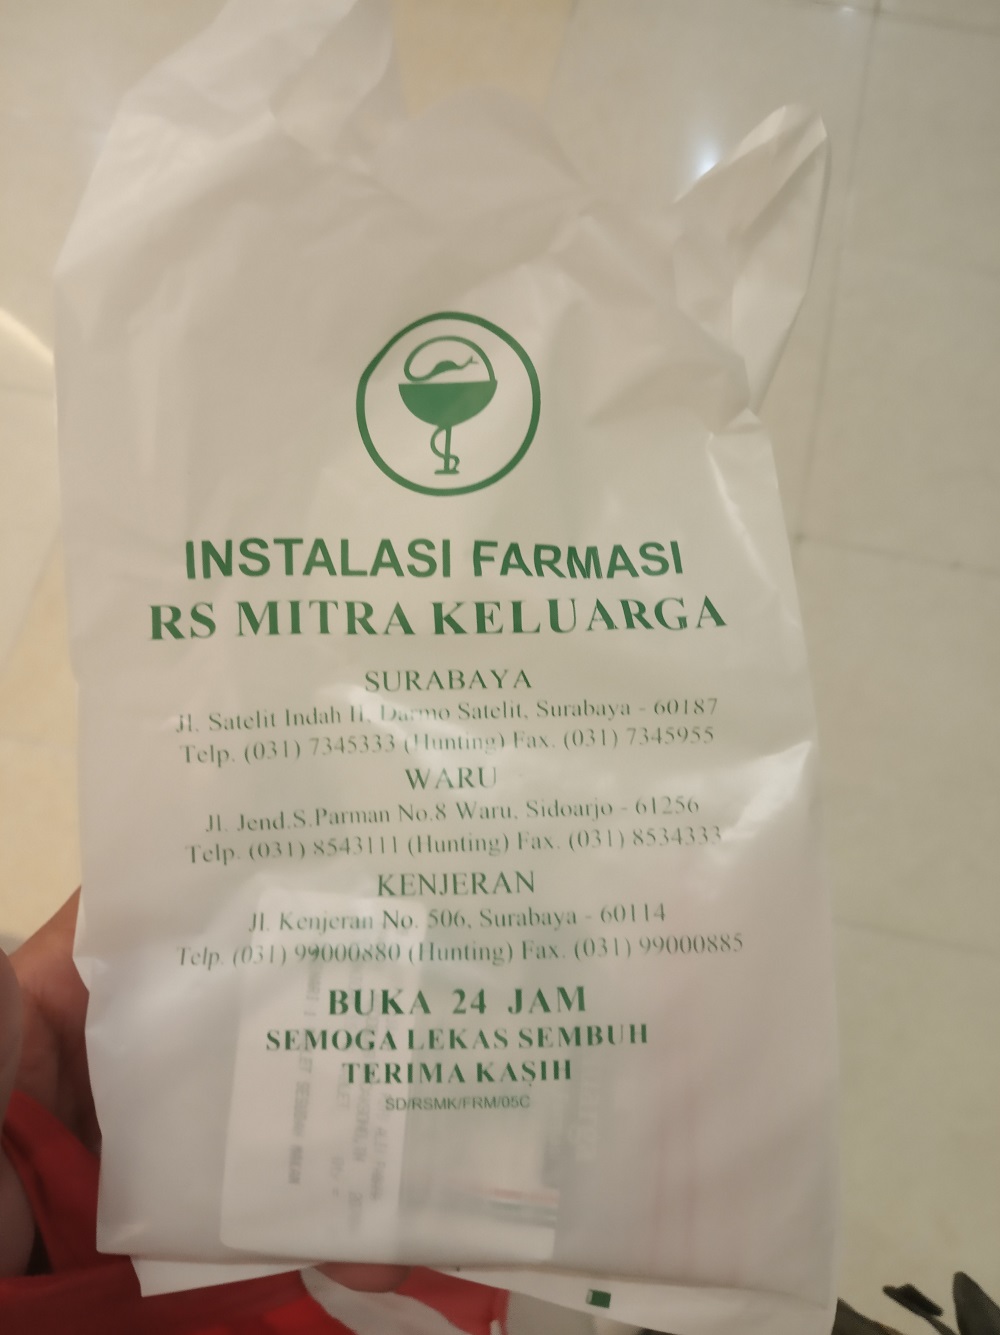 INSTALASI FARMASI
RS MITRA KELUARGA
SURABAYA
Jl. Satelit Indah II, Darmo Satelit, Surabaya - 60187
Telp. (031) 7345333 (Hunting) Fax. (031) 7345955
WARU
Jl. Jend.S.Parman No.8 Waru, Sidoarjo - 61256
Telp. (031) 8543111 (Hunting) Fax. (031) 8534333
KENJERAN
Jl. Kenjeran No. 506, Surabaya - 60114
Telp. (031) 99000880 (Hunting) Fax. (031) 99000885
BUKA 24 JAM
SEMOGA LEKAS SEMBUH
TERIMA KASIH
SD/RSMK/FRM/05C
SESUDAH MAKAN